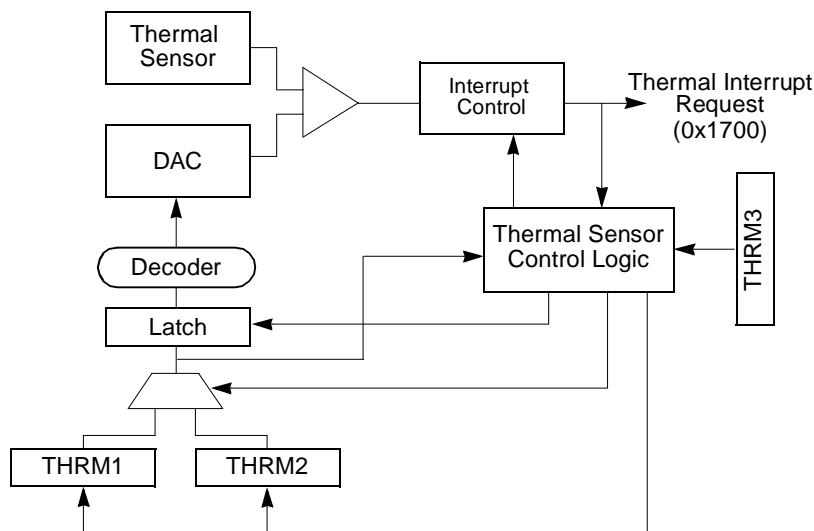 Thermal
Sensor
Interrupt
Control
Thermal Interrupt
Request
(0x1700)
DAC
Thermal Sensor
Control Logic
THRM3
Decoder
Latch
THRM1
THRM2